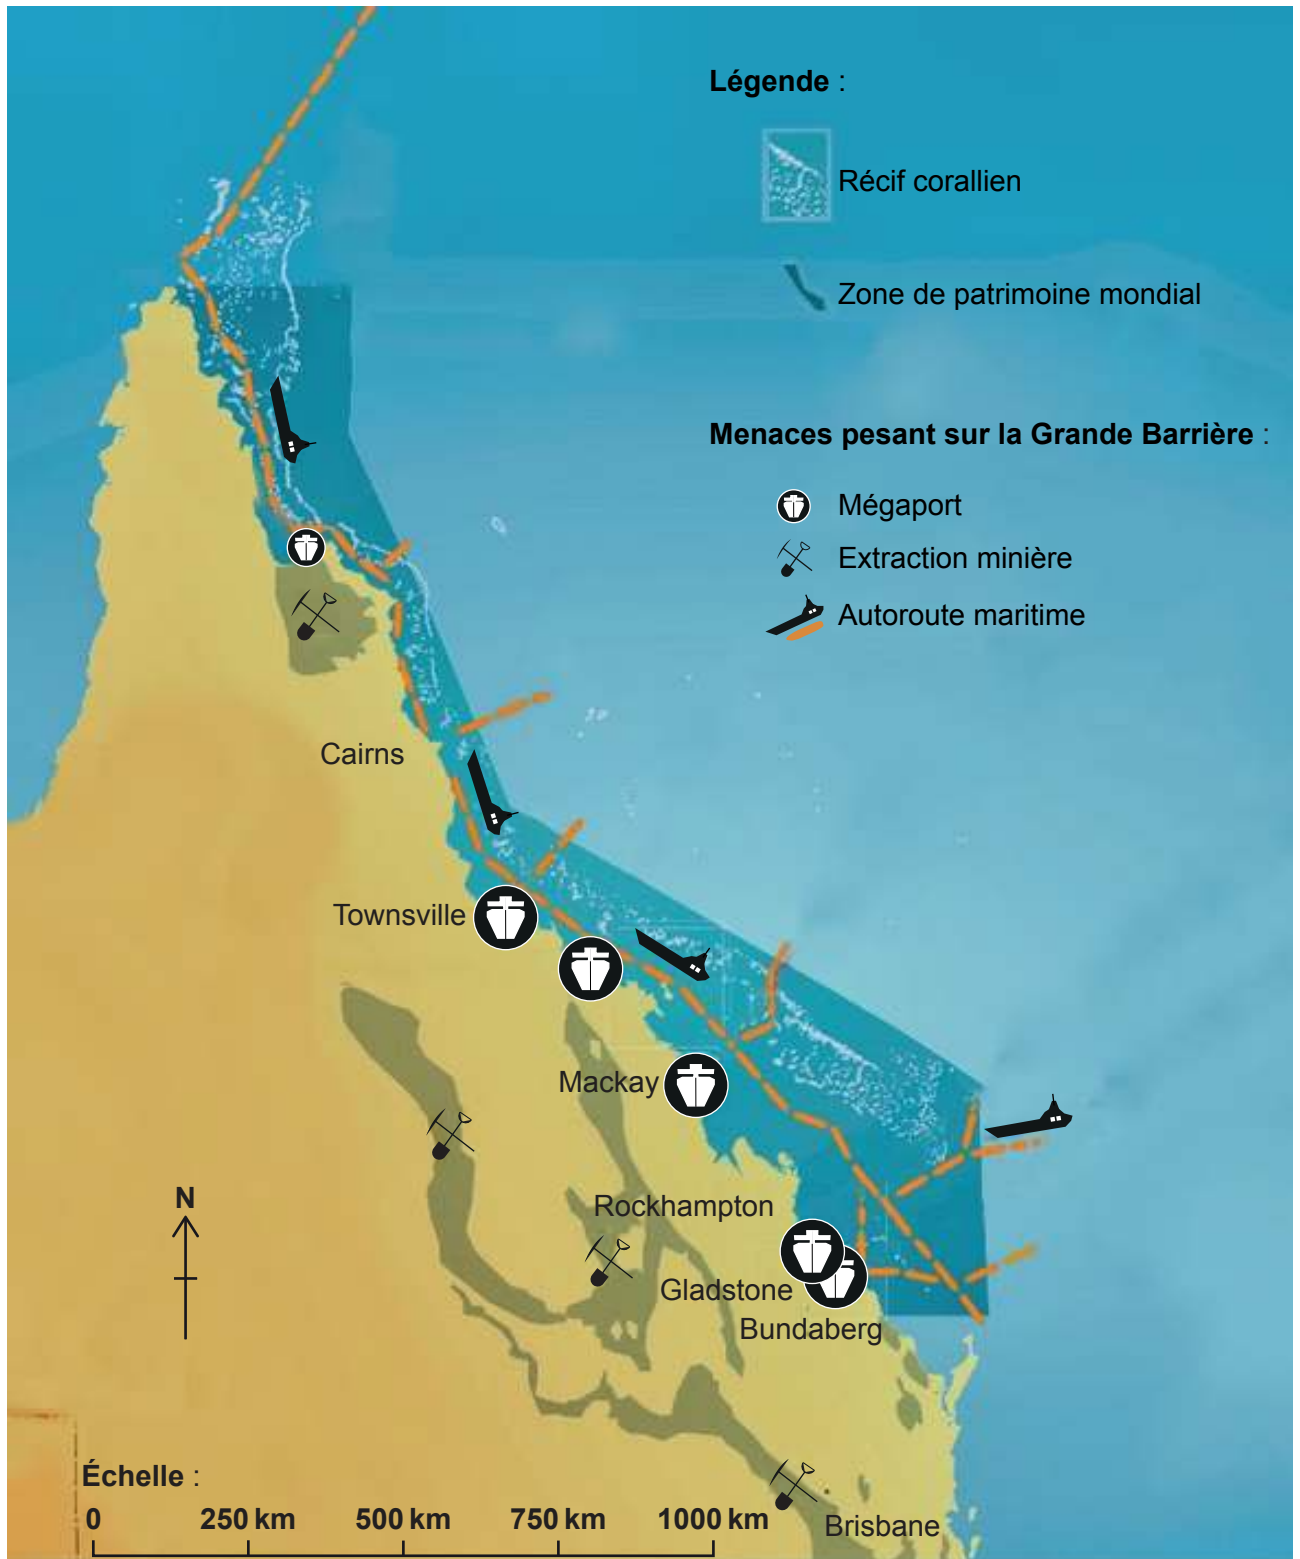 Légende :
Récif corallien
Zone de patrimoine mondial
Menaces pesant sur la Grande Barrière :
Mégaport
Extraction minière
Autoroute maritime
Cairns
Townsville
Mackay
Rockhampton
Gladstone
Bundaberg
N
Échelle :
0 250 km 500 km 750 km 1000 km
Brisbane